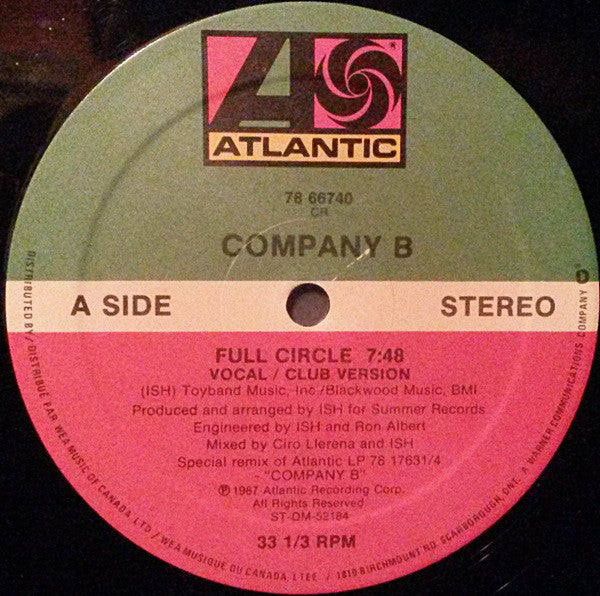 ATLANTIC
®
78 66740
CR
COMPANY B
A SIDE
STEREO
FULL CIRCLE 7:48
VOCAL / CLUB VERSION
(ISH) Toyband Music, Inc./Blackwood Music, BMI
Produced and arranged by ISH for Summer Records
Engineered by ISH and Ron Albert
Mixed by Ciro Llerena and ISH
Special remix of Atlantic LP 78 17631/4
- "COMPANY B"
℗ 1987 Atlantic Recording Corp.
All Rights Reserved
ST-DM-52184
33 1/3 RPM
DISTRIBUTED BY / DISTRIBUÉ PAR WEA MUSIC OF CANADA, LTD / WEA MUSIQUE DU CANADA, LTEE. / 1810 BIRCHMOUNT RD. SCARBOROUGH, ONT. A WARNER COMMUNICATIONS COMPANY